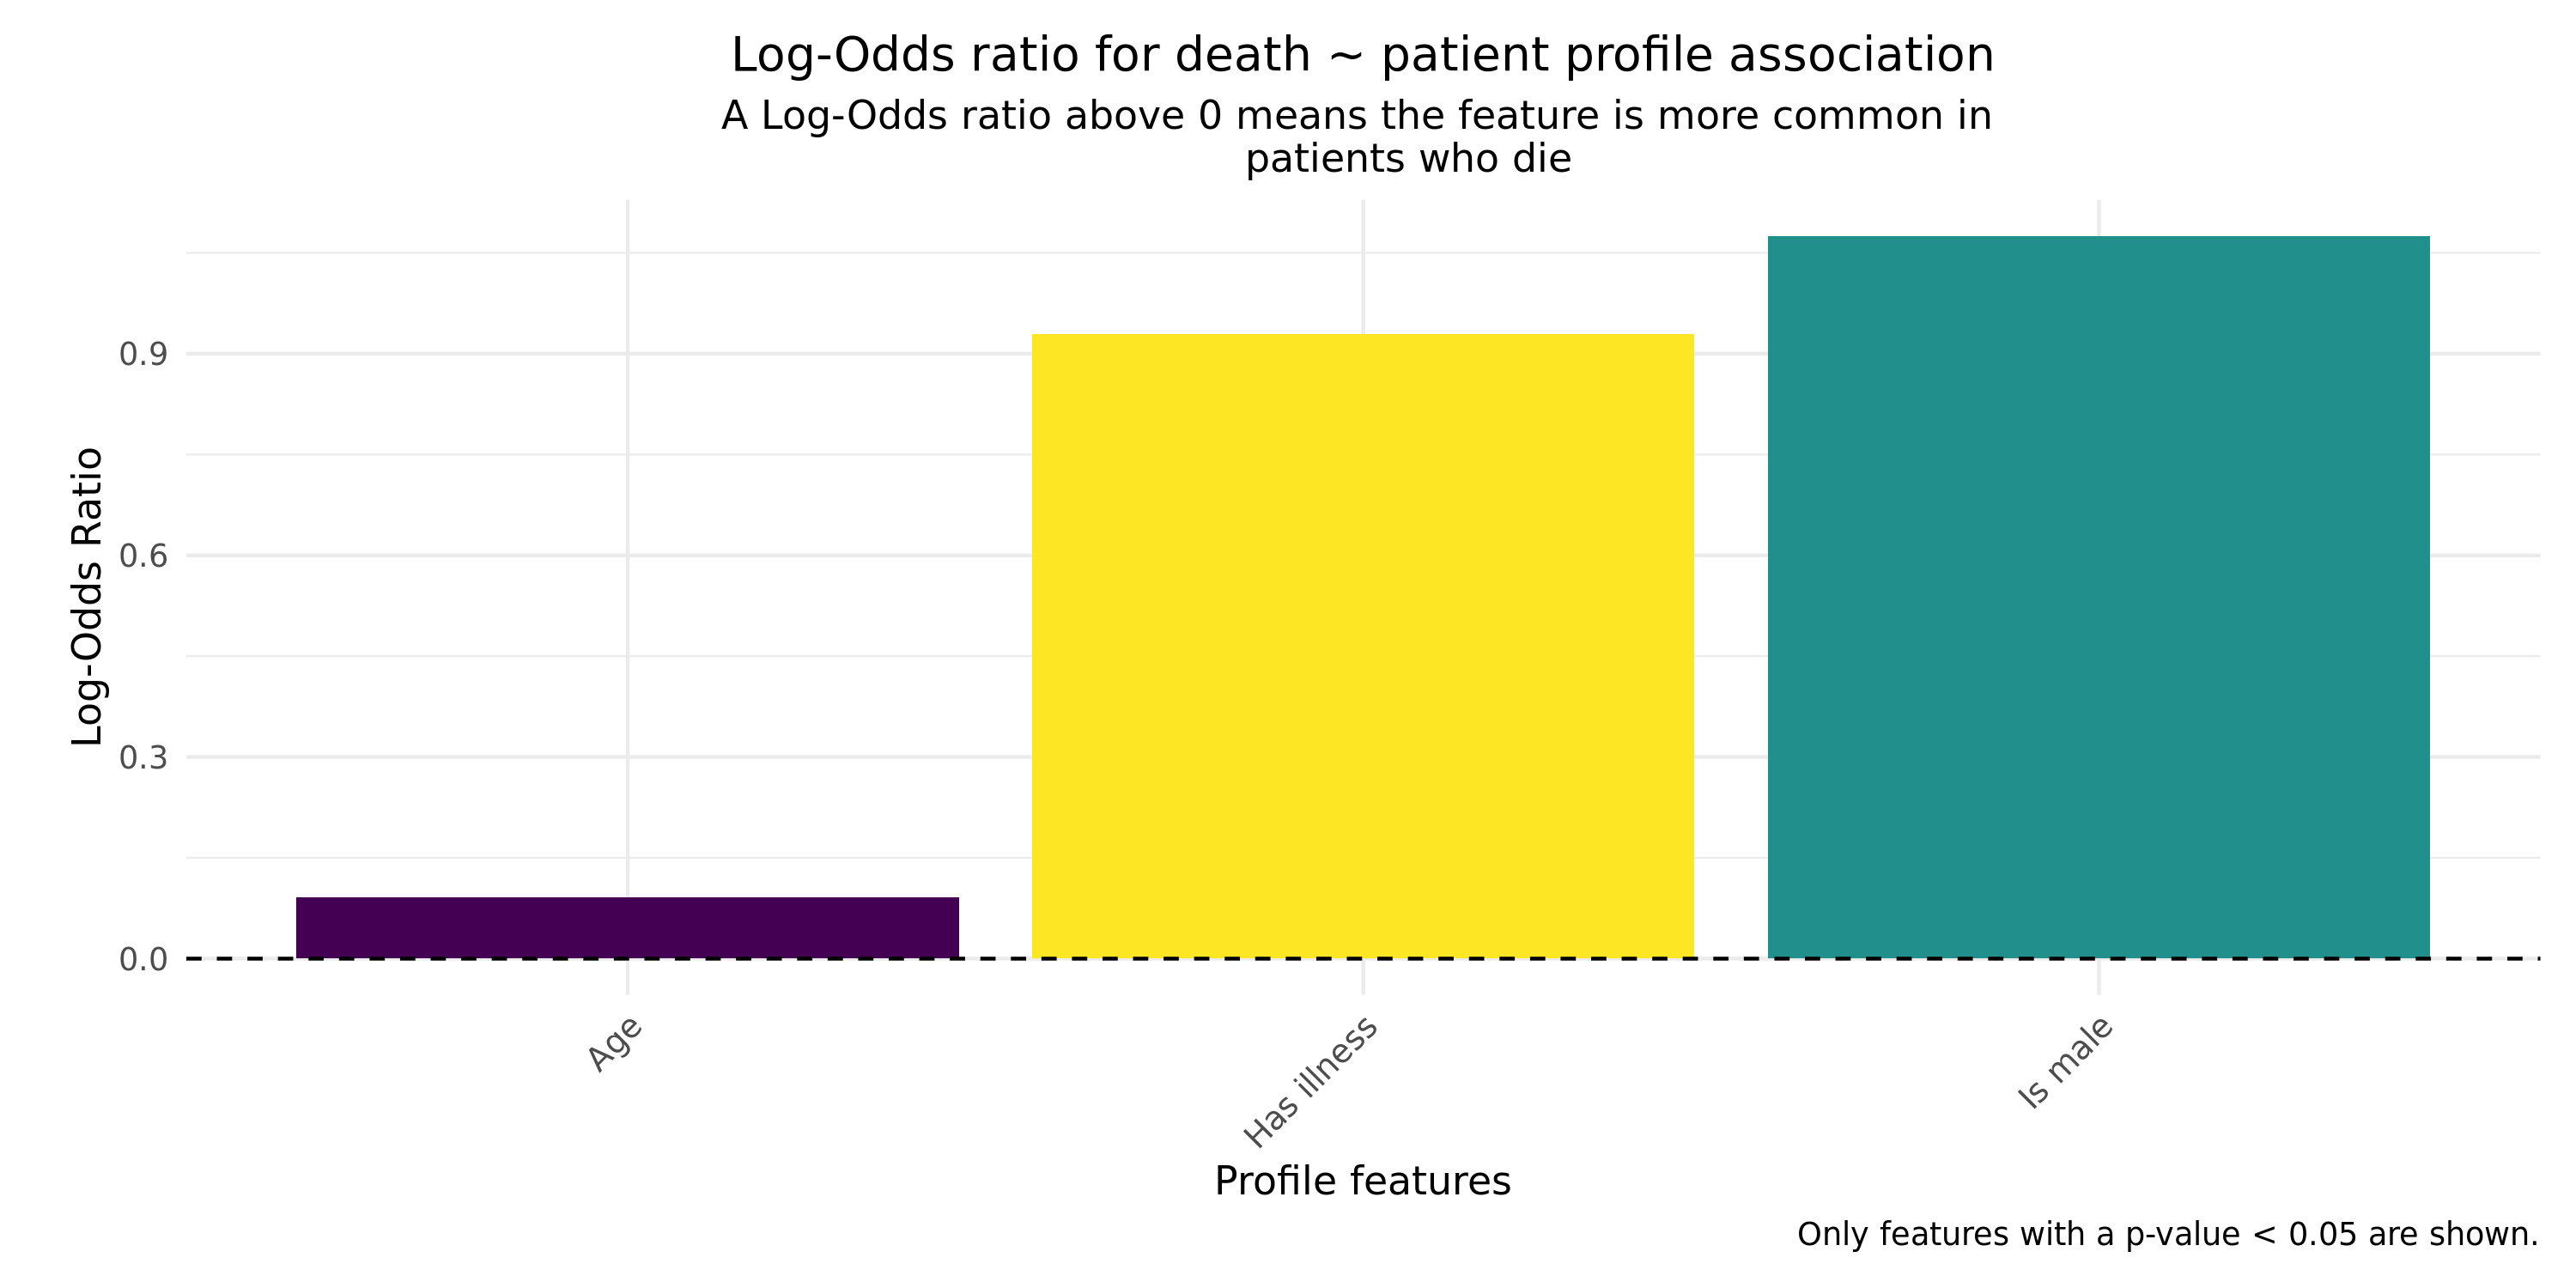 Log-Odds ratio for death ~ patient profile association
A Log-Odds ratio above 0 means the feature is more common in
patients who die
Log-Odds Ratio
0.9
0.6
0.3
0.0
Age
Has illness
Is male
Profile features
Only features with a p-value < 0.05 are shown.